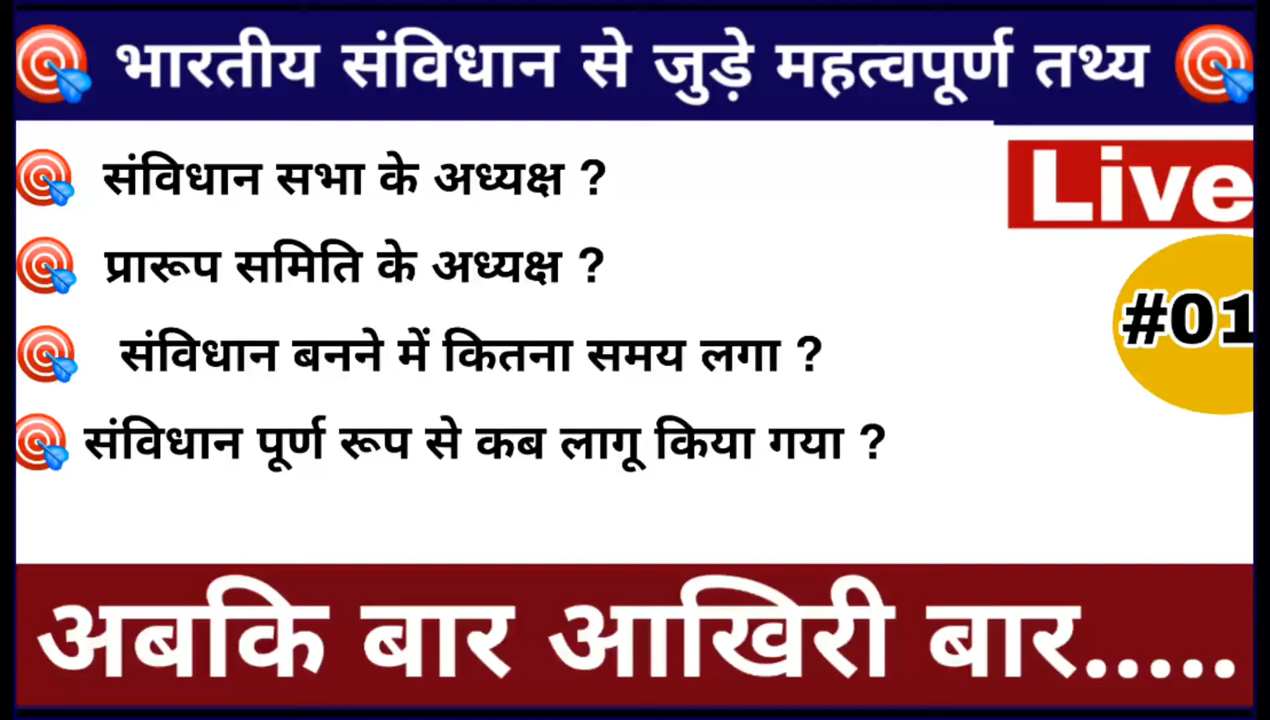 भारतीय संविधान से जुड़े महत्वपूर्ण तथ्य
Live
#01
संविधान सभा के अध्यक्ष ?
प्रारूप समिति के अध्यक्ष ?
संविधान बनने में कितना समय लगा ?
संविधान पूर्ण रूप से कब लागू किया गया ?
अबकि बार आखिरी बार.....